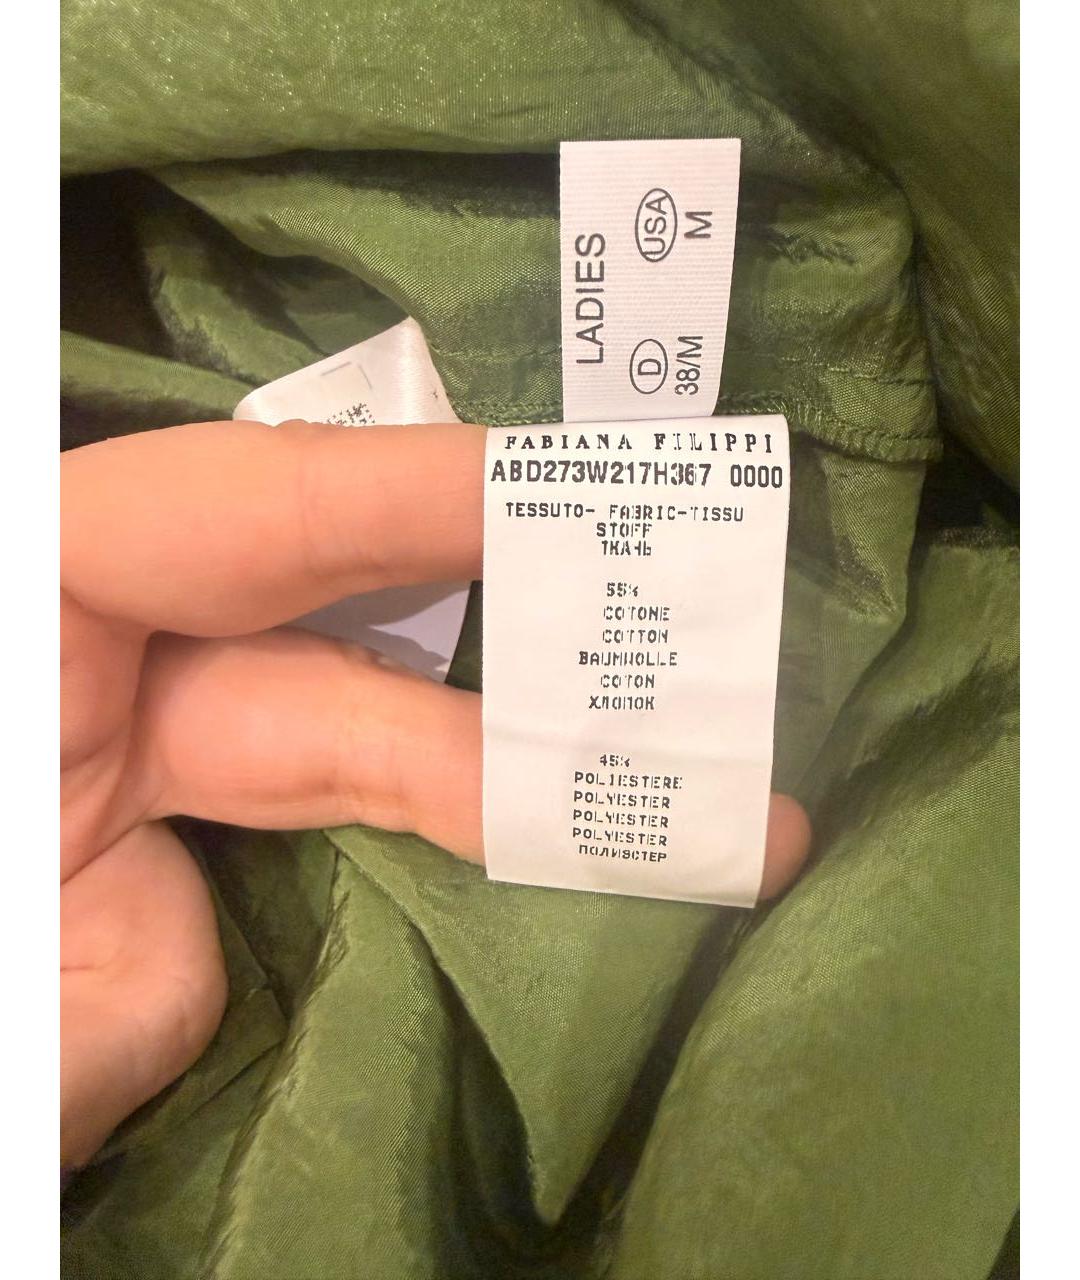 LADIES
D USA
38/M M
FABIANA FILIPPI
ABD273W217H367 0000
TESSUTO- FABRIC-TISSU
STOFF
ТКАНЬ
55%
COTONE
COTTON
BAUMWOLLE
COTON
ХЛОПОК
45%
POLIESTERE
POLYESTER
POLYESTER
POLYESTER
ПОЛИЭСТЕР